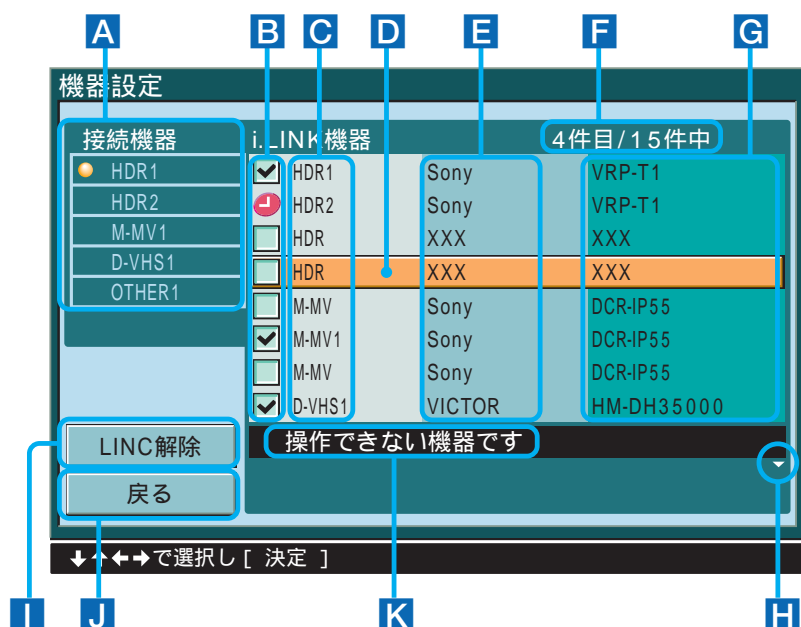 A B C D E F G
機器設定
接続機器
HDR1
HDR2
M-MV1
D-VHS1
OTHER1
i.LINK機器 4件目/15件中
HDR1 Sony VRP-T1
HDR2 Sony VRP-T1
HDR XXX XXX
HDR XXX XXX
M-MV Sony DCR-IP55
M-MV1 Sony DCR-IP55
M-MV Sony DCR-IP55
D-VHS1 VICTOR HM-DH35000
操作できない機器です
LINC解除
戻る
↓↑←→で選択し[ 決定 ]
I J K H